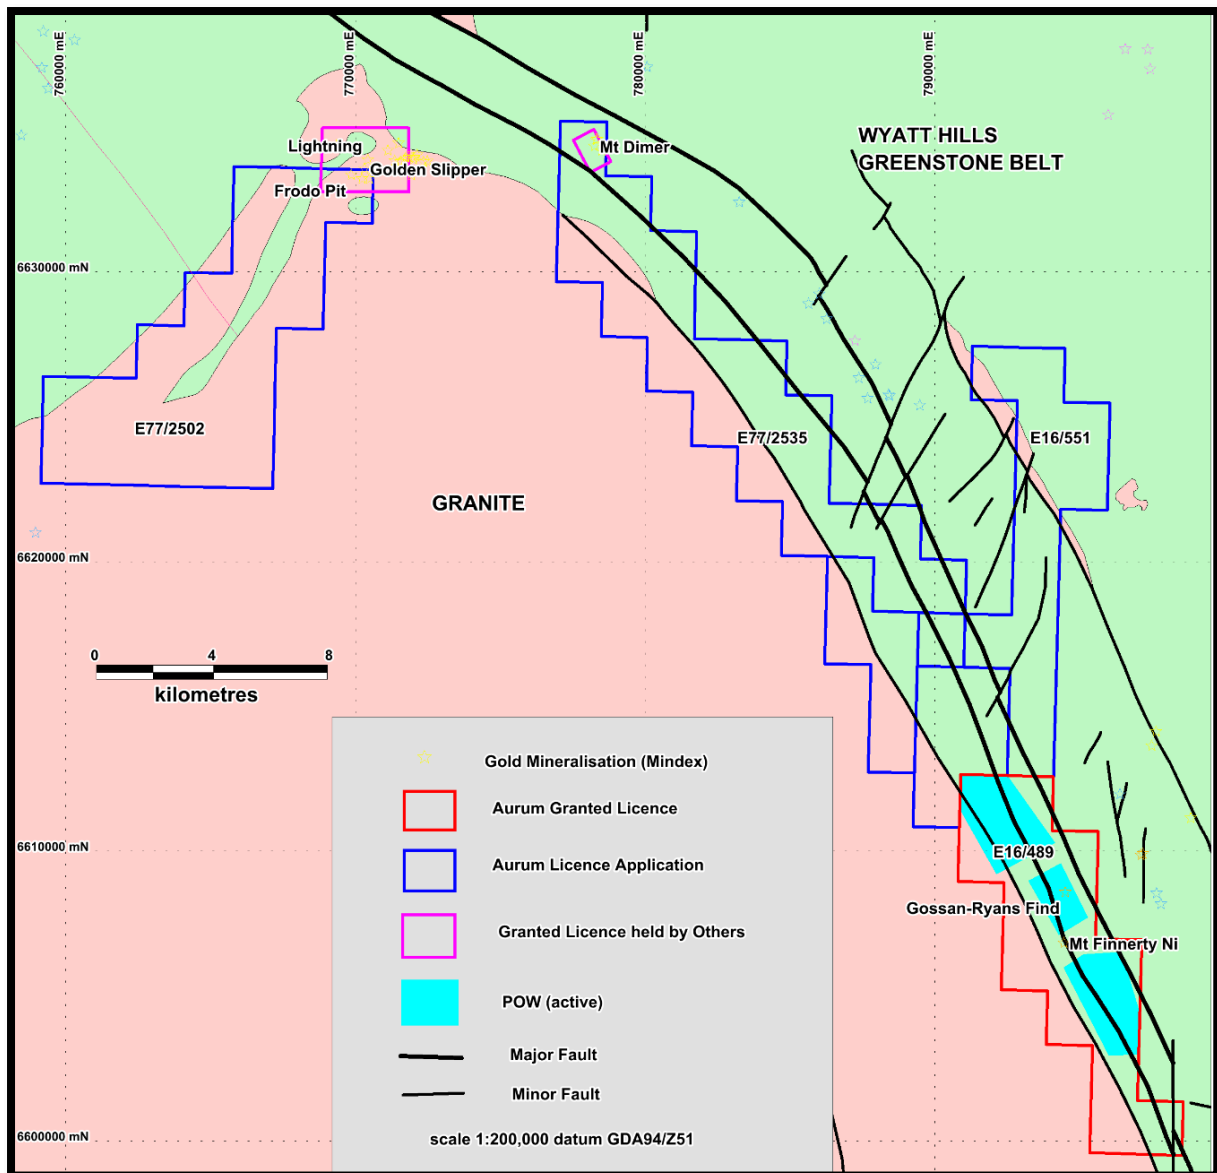 760000 mE
770000 mE
780000 mE
790000 mE
WYATT HILLS
GREENSTONE BELT
Lightning
Mt Dimer
Golden Slipper
Frodo Pit
6630000 mN
E77/2502
E77/2535
E16/551
GRANITE
6620000 mN
0 4 8
kilometres
Gold Mineralisation (Mindex)
Aurum Granted Licence
Aurum Licence Application
Granted Licence held by Others
POW (active)
Major Fault
Minor Fault
scale 1:200,000 datum GDA94/Z51
6610000 mN
E16/489
Gossan-Ryans Find
Mt Finnerty Ni
6600000 mN